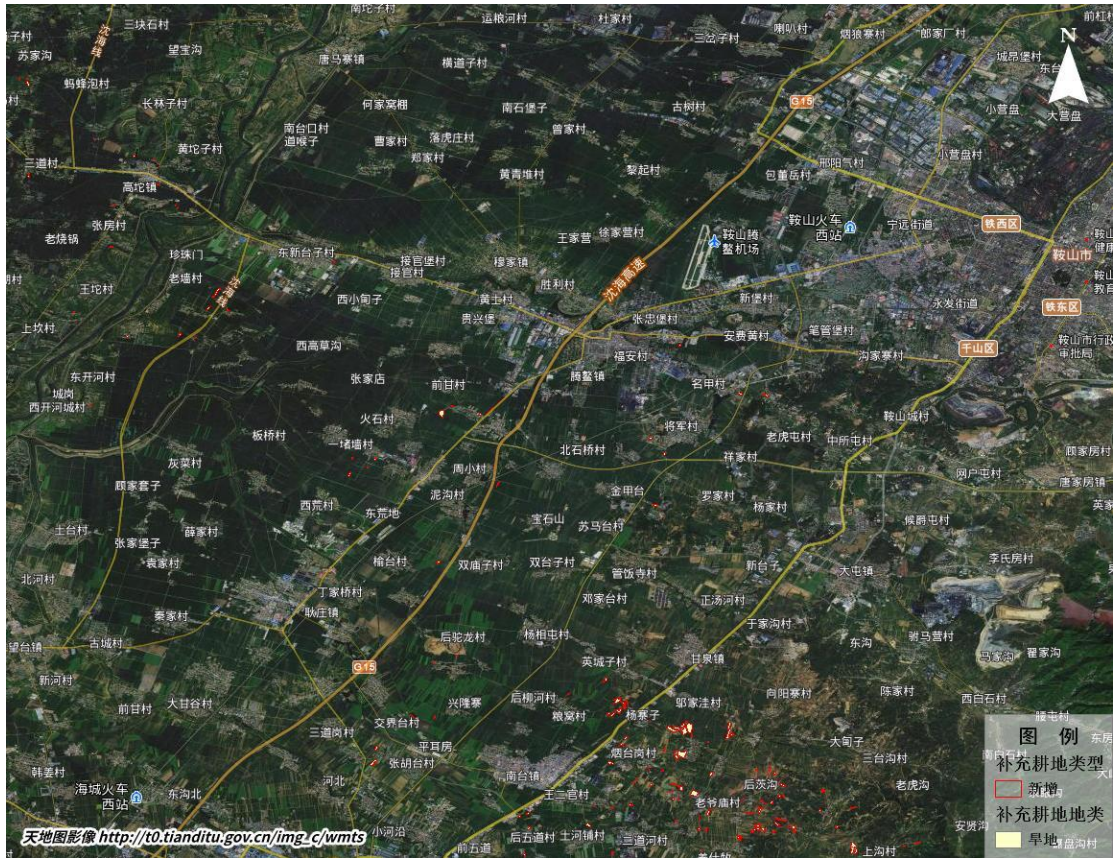 南坨子村
三块石村
运粮河村
杜家村
喇叭村
烟狼寨村
郎家厂村
沈海线
望宝沟
苏家沟
唐马寨镇
横道子村
三岔子村
城昂堡村
N
蚂蜂泡村
长林子村
何家窝棚
南石堡子
古树村
G15
小营盘
大营盘
南台口村
道喉子
曹家村
落虎庄村
曾家村
黄坨子村
郑家村
小营盘村
三道村
黄青堆村
黎起村
包董岳村
邢阳气村
高坨镇
张房村
鞍山火车
西站
宁远街道
铁西区
老烧锅
东新台子村
王家营
徐家营村
鞍山腾
鳌机场
鞍山市
珍珠门
接官堡村
接官村
穆家镇
沈海高速
老墙村
沈海线
王坨村
西小甸子
黄士村
胜利村
新堡村
永发街道
铁东区
上坎村
贵兴堡
张忠堡村
安费黄村
笔管堡村
西高草沟
福安村
沟家寨村
千山区
鞍山市行政
审批局
东开河村
张家店
前甘村
腾鳌镇
名甲村
城岗
西开河城村
火石村
鞍山城村
板桥村
堵墙村
将军村
老虎屯村
中所屯村
北石桥村
祥家村
顾家房村
灰菜村
周小村
网户屯村
顾家套子
泥沟村
金甲台
罗家村
唐家房镇
西荒村
东荒地
杨家村
土台村
薛家村
宝石山
苏马台村
候爵屯村
张家堡子
袁家村
榆台村
双庙子村
双台子村
新台子
李氏房村
北河村
管饭寺村
大屯镇
丁家桥村
正汤河村
秦家村
耿庄镇
邓家台村
于家沟村
望台镇
古城村
后驼龙村
杨相屯村
东沟
驸马营村
马家沟
翟家沟
G15
英城子村
甘泉镇
新河村
前甘村
大甘谷村
兴隆寨
后柳河村
邬家洼村
向阳寨村
陈家村
西白石村
交界台村
粮窝村
杨寨子
三道岗村
平耳房
大甸子
烟台岗村
三台沟村
韩姜村
河北
张胡台村
南台镇
后茨沟
老虎沟
海城火车
西站
东沟北
王二官村
老爷庙村
小河沿
后五道村
土河铺村
三道河村
安贤沟
前五道
上沟村
图 例
补充耕地类型
新增
补充耕地地类
旱地
天地图影像 http://t0.tianditu.gov.cn/img_c/wmts